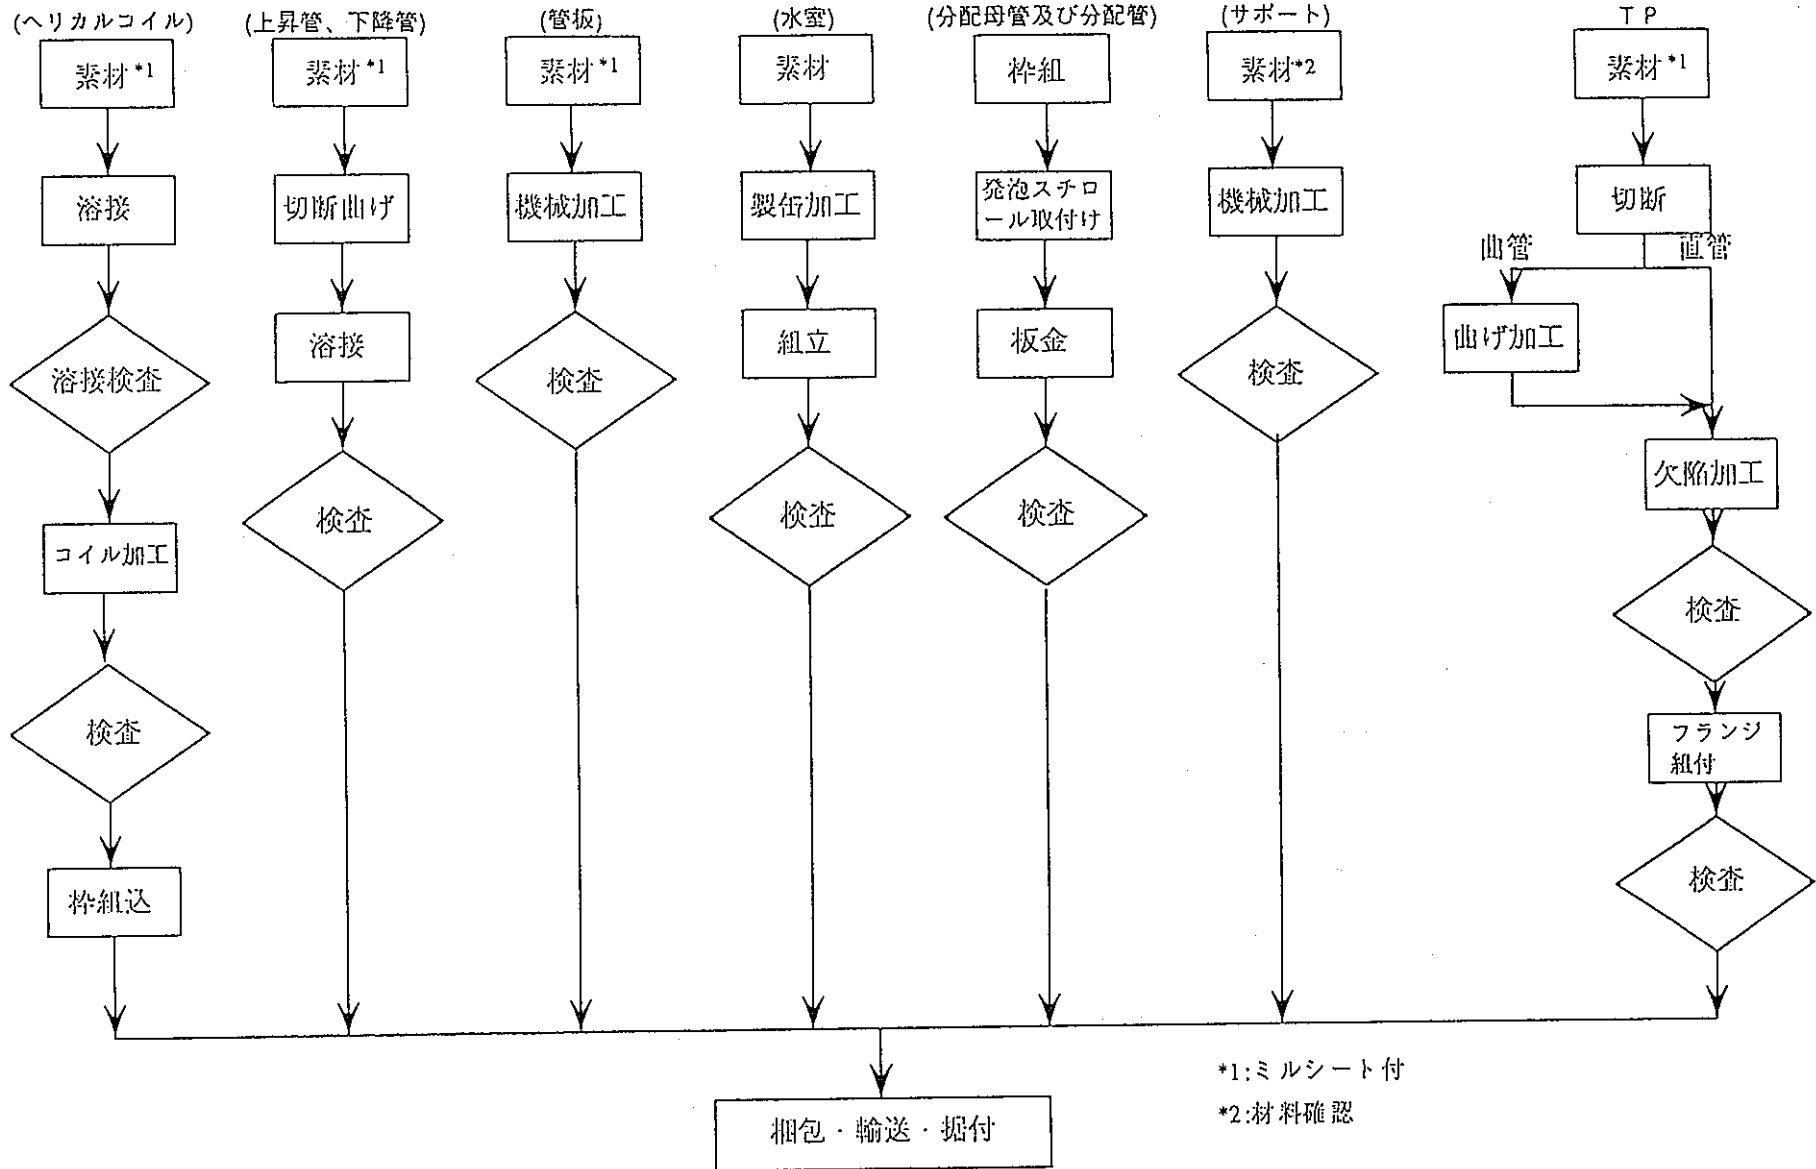 (ヘリカルコイル)
素材*1
溶接
溶接検査
コイル加工
検査
枠組込
(上昇管、下降管)
素材*1
切断曲げ
溶接
検査
(管板)
素材*1
機械加工
検査
(水室)
素材
製缶加工
組立
検査
(分配母管及び分配管)
枠組
発泡スチロ
ール取付け
板金
検査
(サポート)
素材*2
機械加工
検査
TP
素材*1
切断
曲管
直管
曲げ加工
欠陥加工
検査
フランジ
組付
検査
梱包・輸送・据付
*1:ミルシート付
*2:材料確認